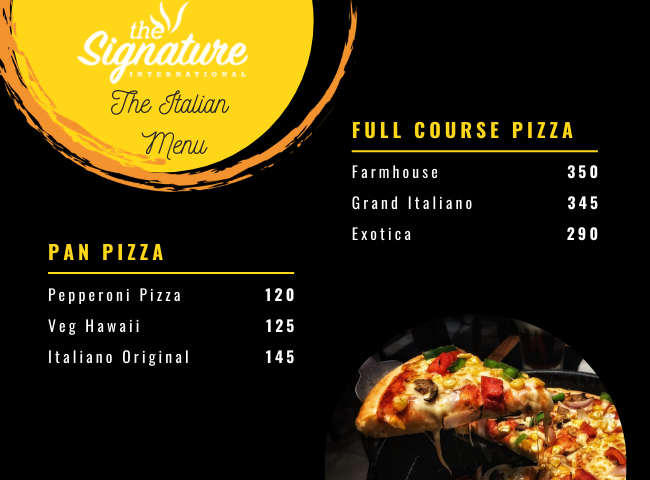 the
Signature
INTERNATIONAL
The Italian
Menu
FULL COURSE PIZZA
Farmhouse 350
Grand Italiano 345
Exotica 290
PAN PIZZA
Pepperoni Pizza 120
Veg Hawaii 125
Italiano Original 145